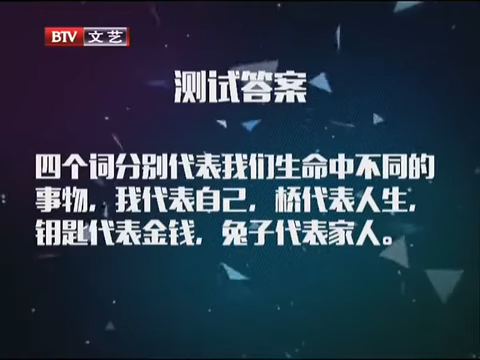 BTV 文艺
测试答案
四个词分别代表我们生命中不同的
事物，我代表自己，桥代表人生，
钥匙代表金钱，兔子代表家人。